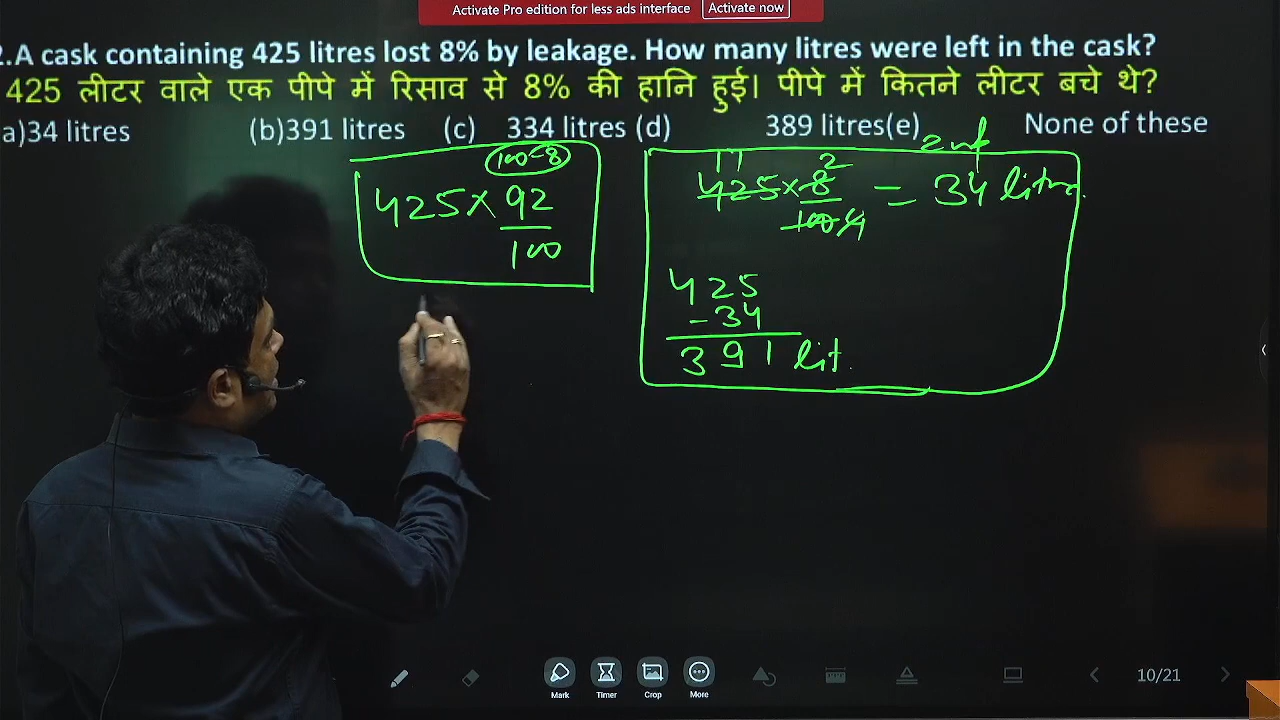 Activate Pro edition for less ads interface Activate now
2.A cask containing 425 litres lost 8% by leakage. How many litres were left in the cask?
425 लीटर वाले एक पीपे में रिसाव से 8% की हानि हुई। पीपे में कितने लीटर बचे थे?
a)34 litres (b)391 litres (c) 334 litres (d) 389 litres(e) None of these
100-8
425×92
100
17 2
425×8 = 34 litre.
100 4
425
-34
391 lit.
Mark Timer Crop More
10/21